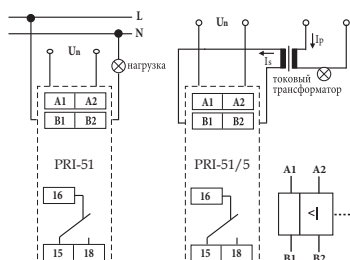 L
N
Un
нагрузка
A1 A2
B1 B2
PRI-51
16
15 18
Un
Is
Ip
токовый
трансформатор
A1 A2
B1 B2
PRI-51/5
16
15 18
A1 A2
<I
B1 B2